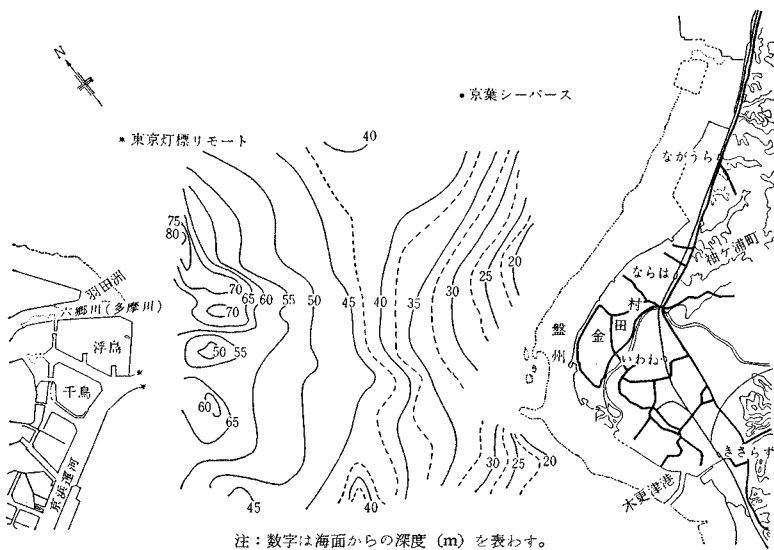 N
・京葉シーバース
* 東京灯標リモート
40
ながうら
75
80
20
袖ケ浦町
25
羽田洲
70
65 60 55 50 45 40 35 30
ならは
六郷川(多摩川)
70
村
浮島
盤州
金田
50 55
いわね
千鳥
60
65
京浜運河
30 25 20
きさらず
45
40
木更津港
注:数字は海面からの深度 (m) を表わす。